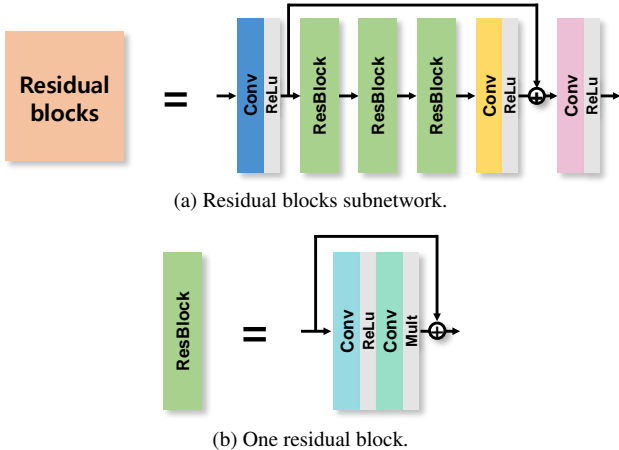 Residual
blocks
=
Conv
ReLu
ResBlock
ResBlock
ResBlock
Conv
ReLu
+
Conv
ReLu
(a) Residual blocks subnetwork.
ResBlock
=
Conv
ReLu
Conv
Mult
+
(b) One residual block.